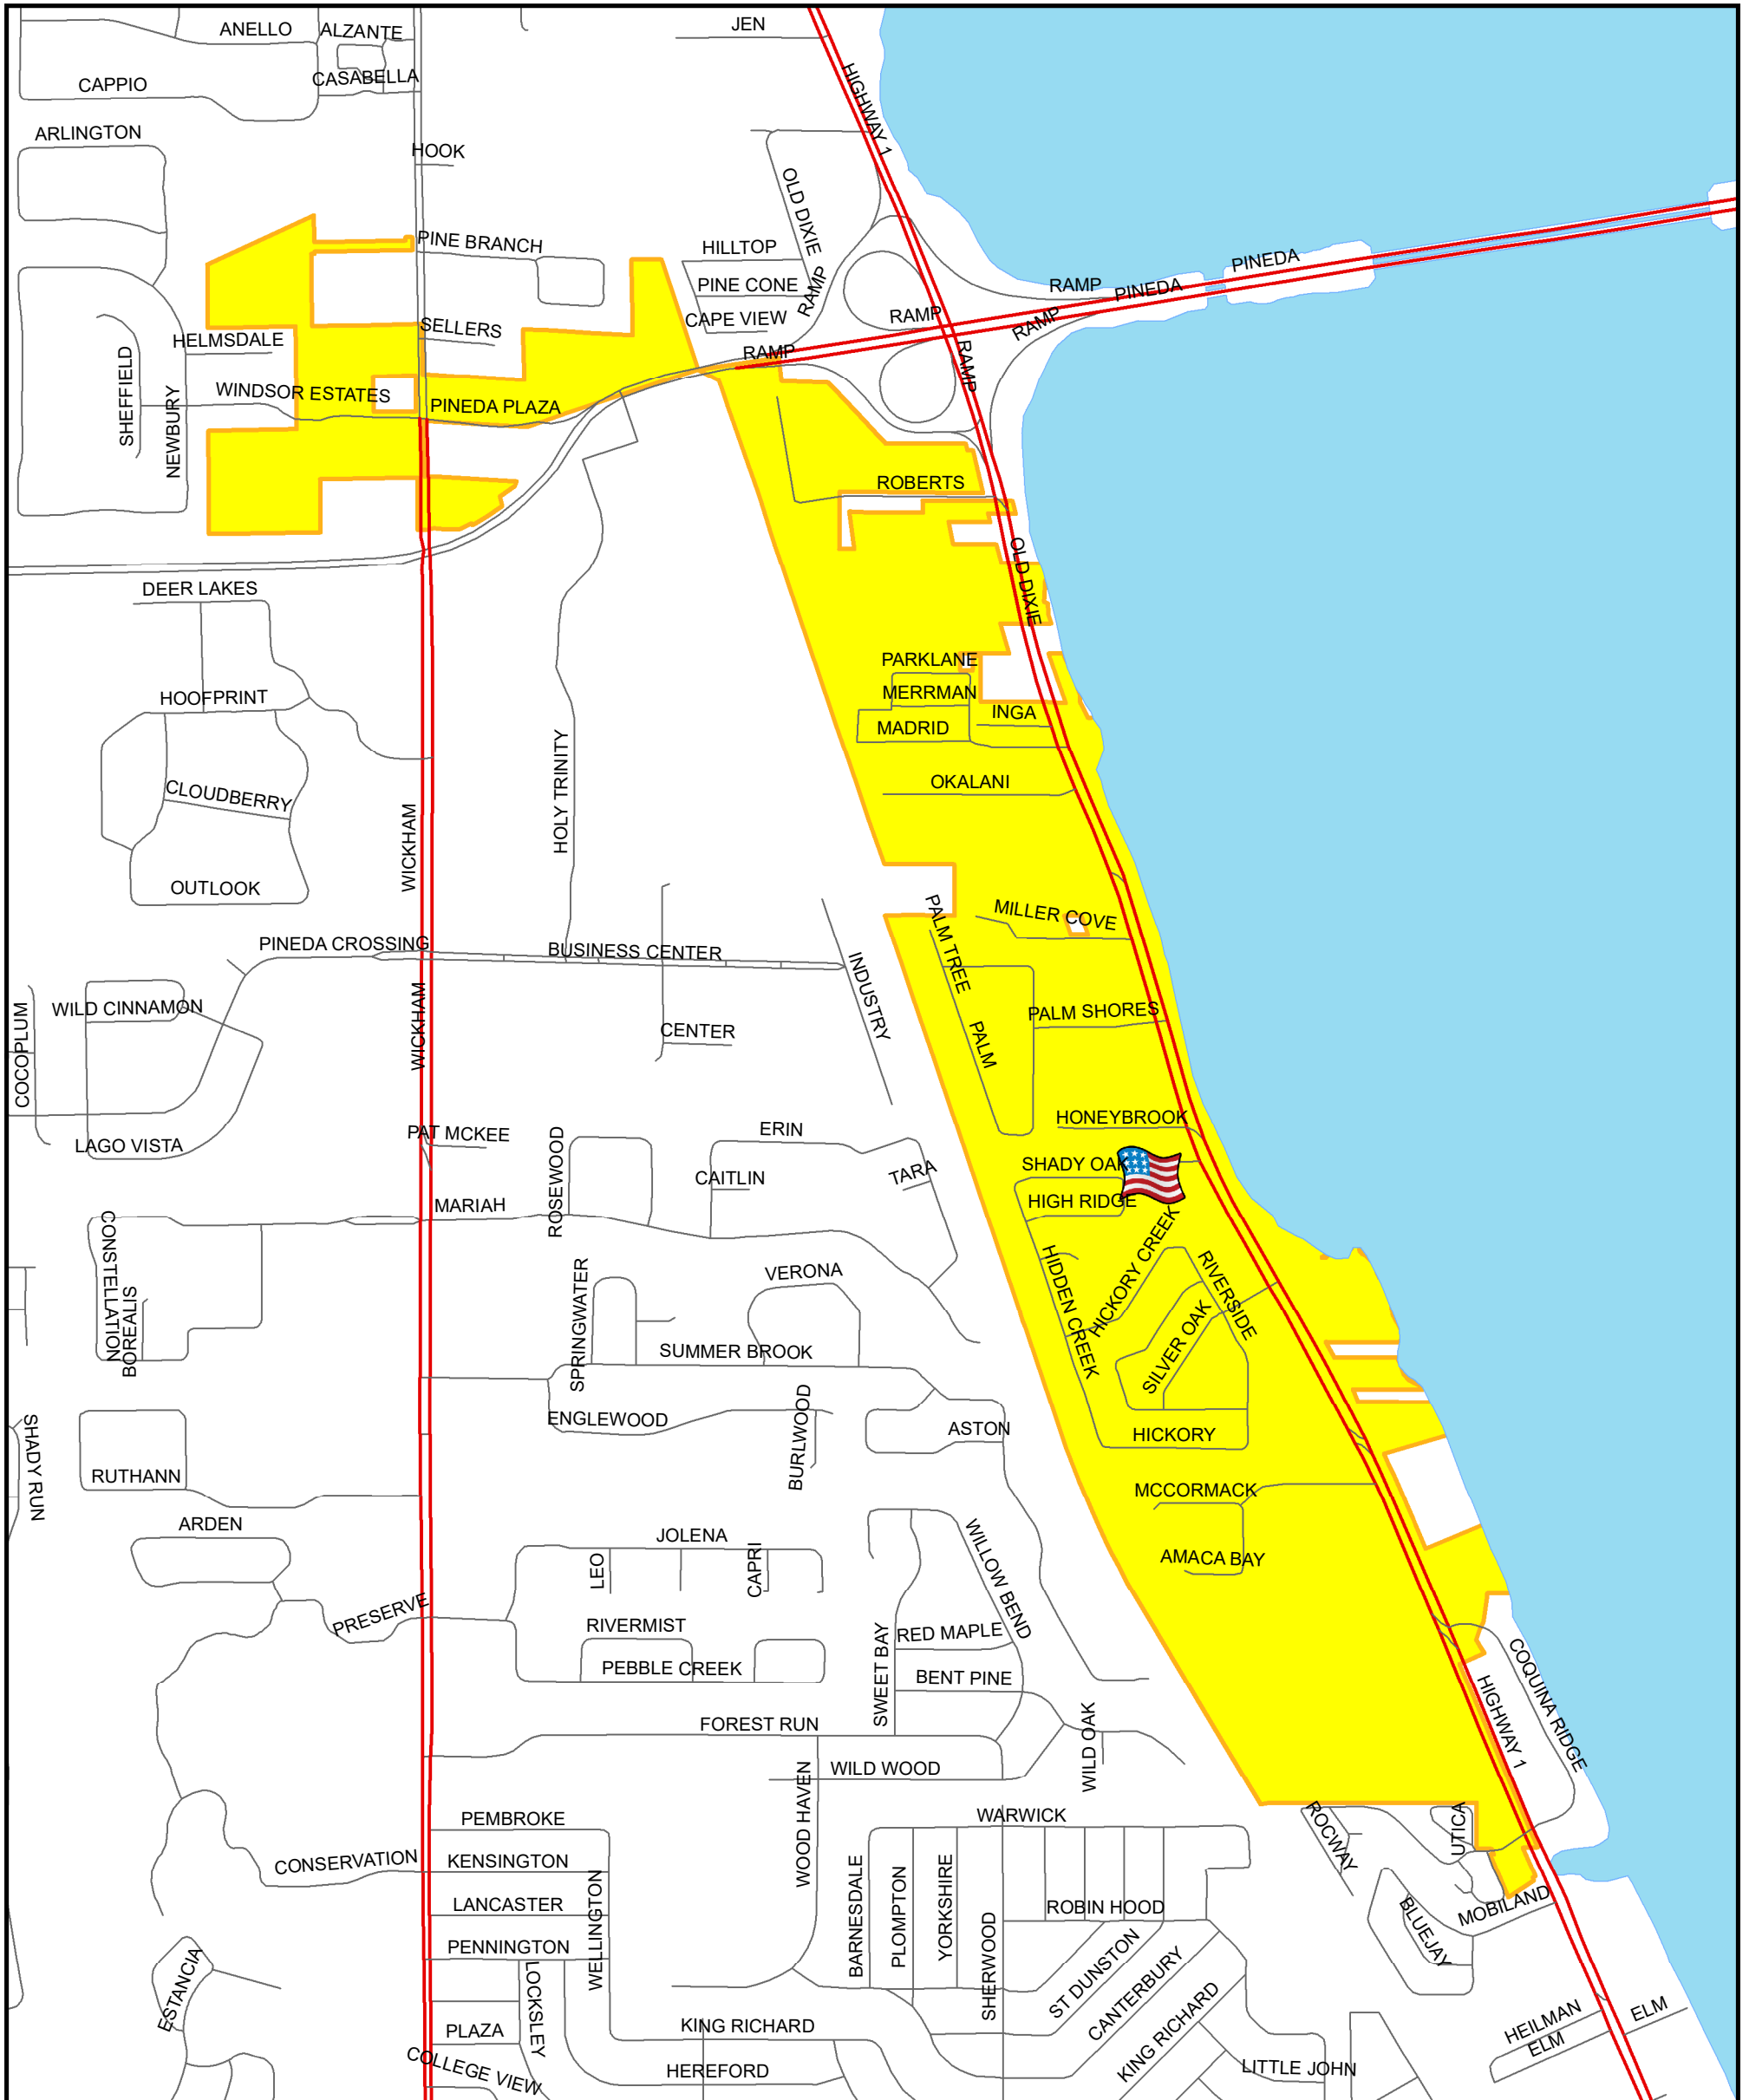 ANELLO
ALZANTE
JEN
CASABELLA
CAPPIO
HIGHWAY 1
ARLINGTON
HOOK
OLD DIXIE
PINE BRANCH
HILLTOP
PINEDA
PINE CONE
RAMP
RAMP
PINEDA
CAPE VIEW
RAMP
RAMP
SELLERS
HELMSDALE
RAMP
RAMP
SHEFFIELD
NEWBURY
WINDSOR ESTATES
PINEDA PLAZA
ROBERTS
OLD DIXIE
DEER LAKES
PARKLANE
HOOFPRINT
MERRMAN
INGA
MADRID
HOLY TRINITY
OKALANI
CLOUDBERRY
WICKHAM
OUTLOOK
PALM TREE
MILLER COVE
PINEDA CROSSING
BUSINESS CENTER
INDUSTRY
WILD CINNAMON
COCOPLUM
WICKHAM
CENTER
PALM
PALM SHORES
HONEYBROOK
LAGO VISTA
PAT MCKEE
ERIN
ROSEWOOD
SHADY OAK
CAITLIN
TARA
HIGH RIDGE
MARIAH
CONSTELLATION
BOREALIS
HICKORY CREEK
HIDDEN CREEK
RIVERSIDE
VERONA
SPRINGWATER
SILVER OAK
SUMMER BROOK
ENGLEWOOD
BURLWOOD
ASTON
HICKORY
SHADY RUN
RUTHANN
MCCORMACK
ARDEN
JOLENA
LEO
CAPRI
WILLOW BEND
AMACA BAY
PRESERVE
RIVERMIST
RED MAPLE
SWEET BAY
PEBBLE CREEK
BENT PINE
COQUINA RIDGE
HIGHWAY 1
FOREST RUN
WILD OAK
WILD WOOD
WOOD HAVEN
PEMBROKE
WARWICK
ROCWAY
UTICA
CONSERVATION
KENSINGTON
WELLINGTON
BARNESDALE
PLOMPTON
YORKSHIRE
LANCASTER
ROBIN HOOD
MOBILAND
BLUEJAY
PENNINGTON
SHERWOOD
ST DUNSTON
CANTERBURY
ESTANCIA
LOCKSLEY
KING RICHARD
KING RICHARD
PLAZA
HEILMAN
ELM
ELM
COLLEGE VIEW
HEREFORD
LITTLE JOHN